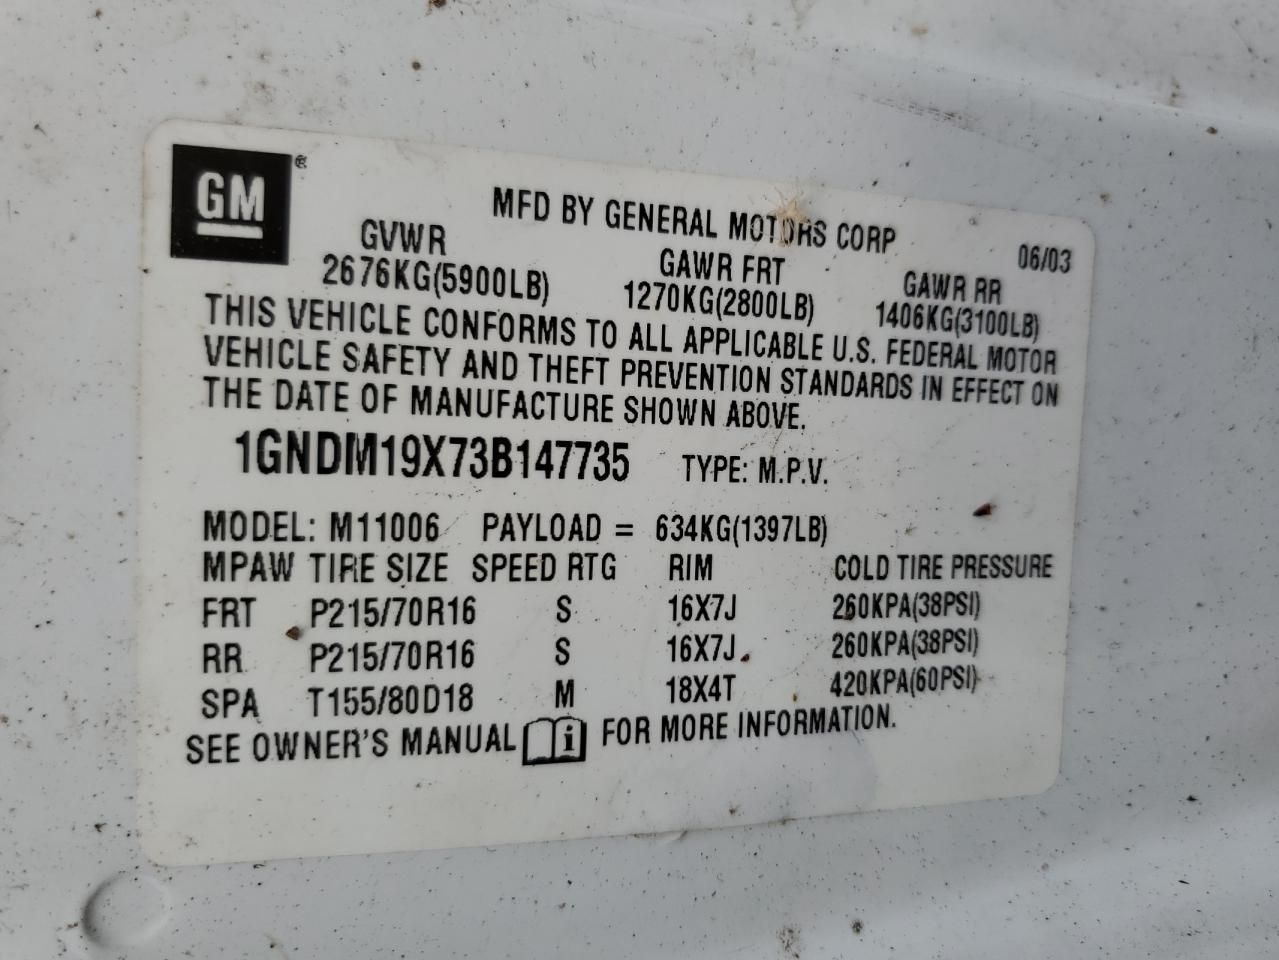 GM ®
MFD BY GENERAL MOTORS CORP 06/03
GVWR GAWR FRT GAWR RR
2676KG(5900LB) 1270KG(2800LB) 1406KG(3100LB)
THIS VEHICLE CONFORMS TO ALL APPLICABLE U.S. FEDERAL MOTOR
VEHICLE SAFETY AND THEFT PREVENTION STANDARDS IN EFFECT ON
THE DATE OF MANUFACTURE SHOWN ABOVE.
1GNDM19X73B147735 TYPE: M.P.V.
MODEL: M11006 PAYLOAD = 634KG(1397LB)
MPAW TIRE SIZE SPEED RTG RIM COLD TIRE PRESSURE
FRT P215/70R16 S 16X7J 260KPA(38PSI)
RR P215/70R16 S 16X7J 260KPA(38PSI)
SPA T155/80D18 M 18X4T 420KPA(60PSI)
SEE OWNER'S MANUAL i FOR MORE INFORMATION.